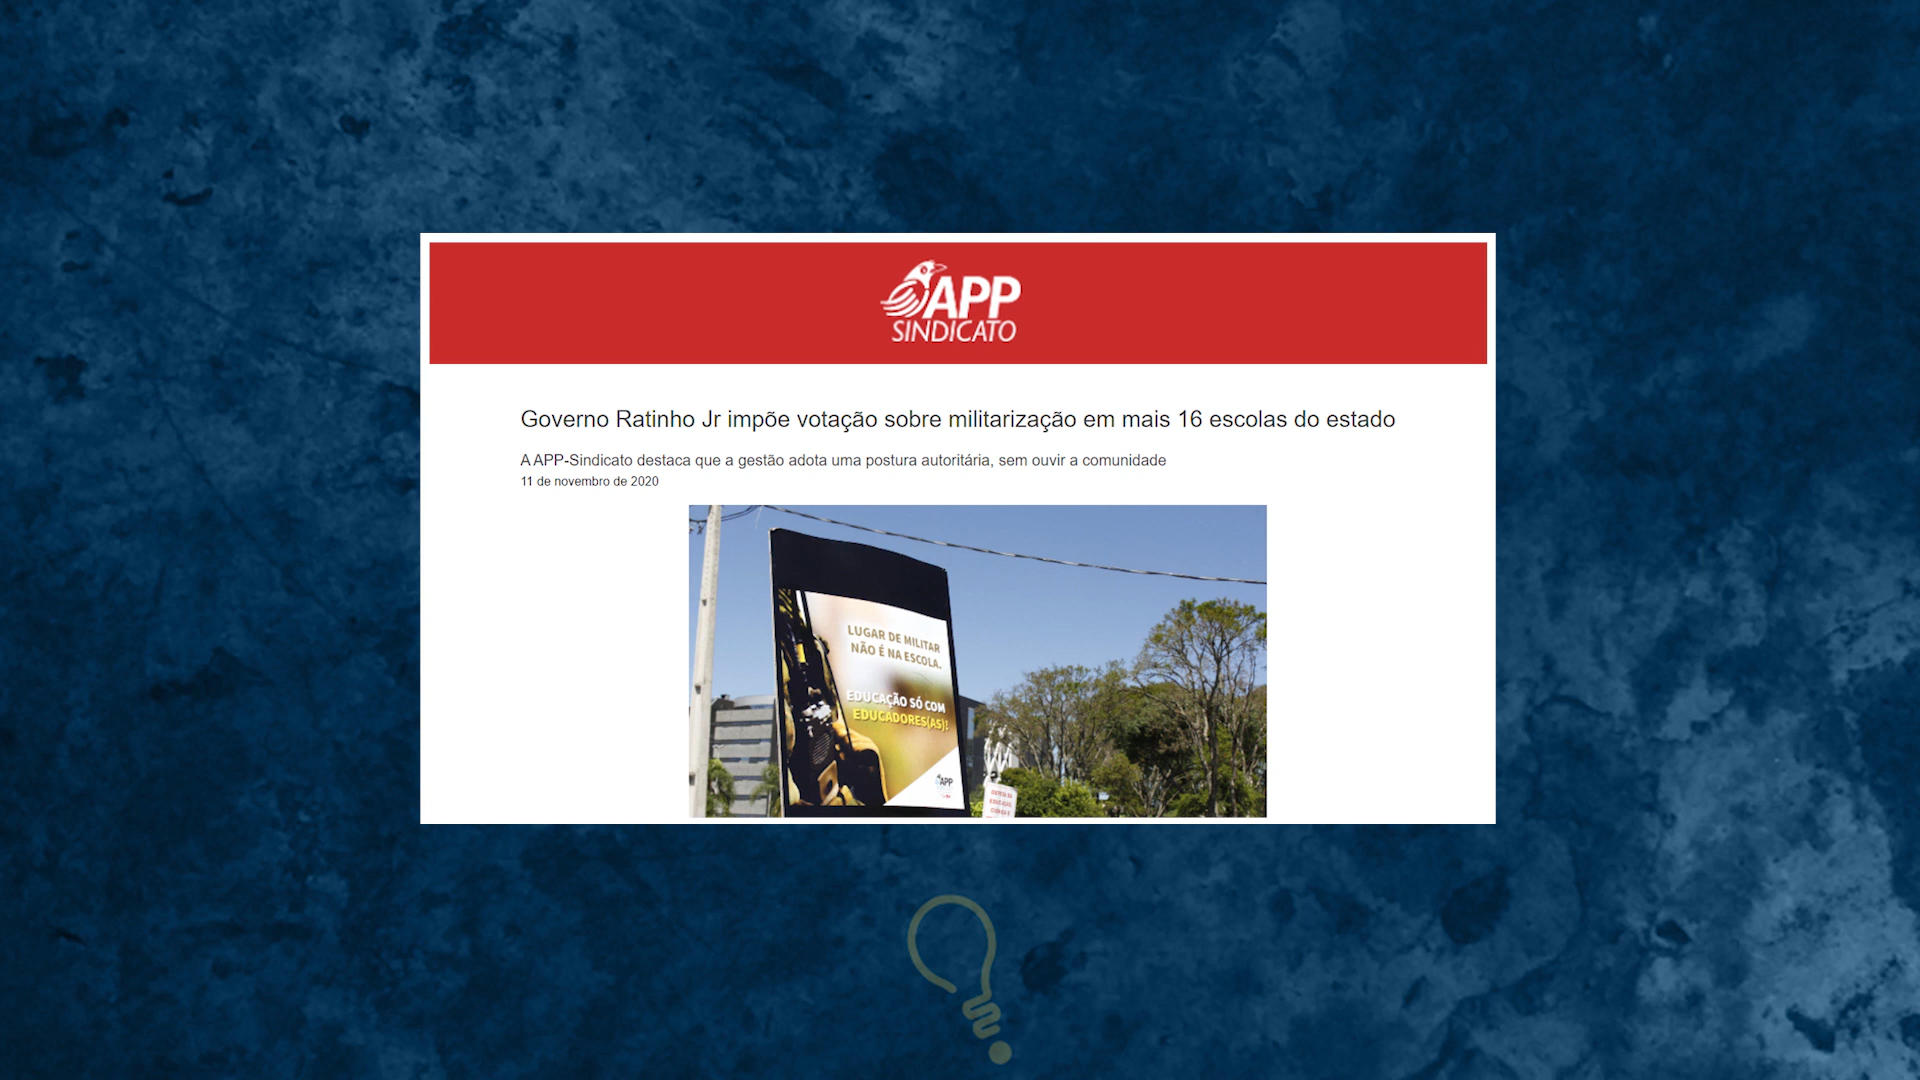 APP
SINDICATO
Governo Ratinho Jr impõe votação sobre militarização em mais 16 escolas do estado
A APP-Sindicato destaca que a gestão adota uma postura autoritária, sem ouvir a comunidade
11 de novembro de 2020
LUGAR DE MILITAR
NÃO É NA ESCOLA.
EDUCAÇÃO SÓ COM
EDUCADORES(AS)!
APP